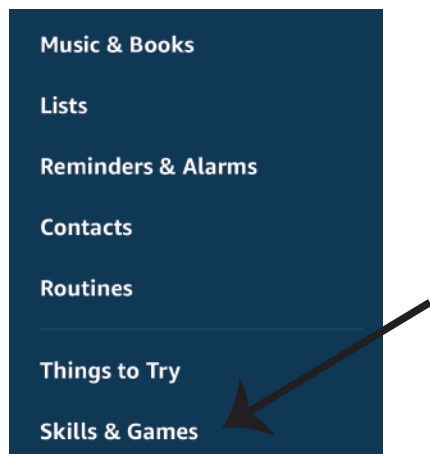 Music & Books
Lists
Reminders & Alarms
Contacts
Routines
Things to Try
Skills & Games